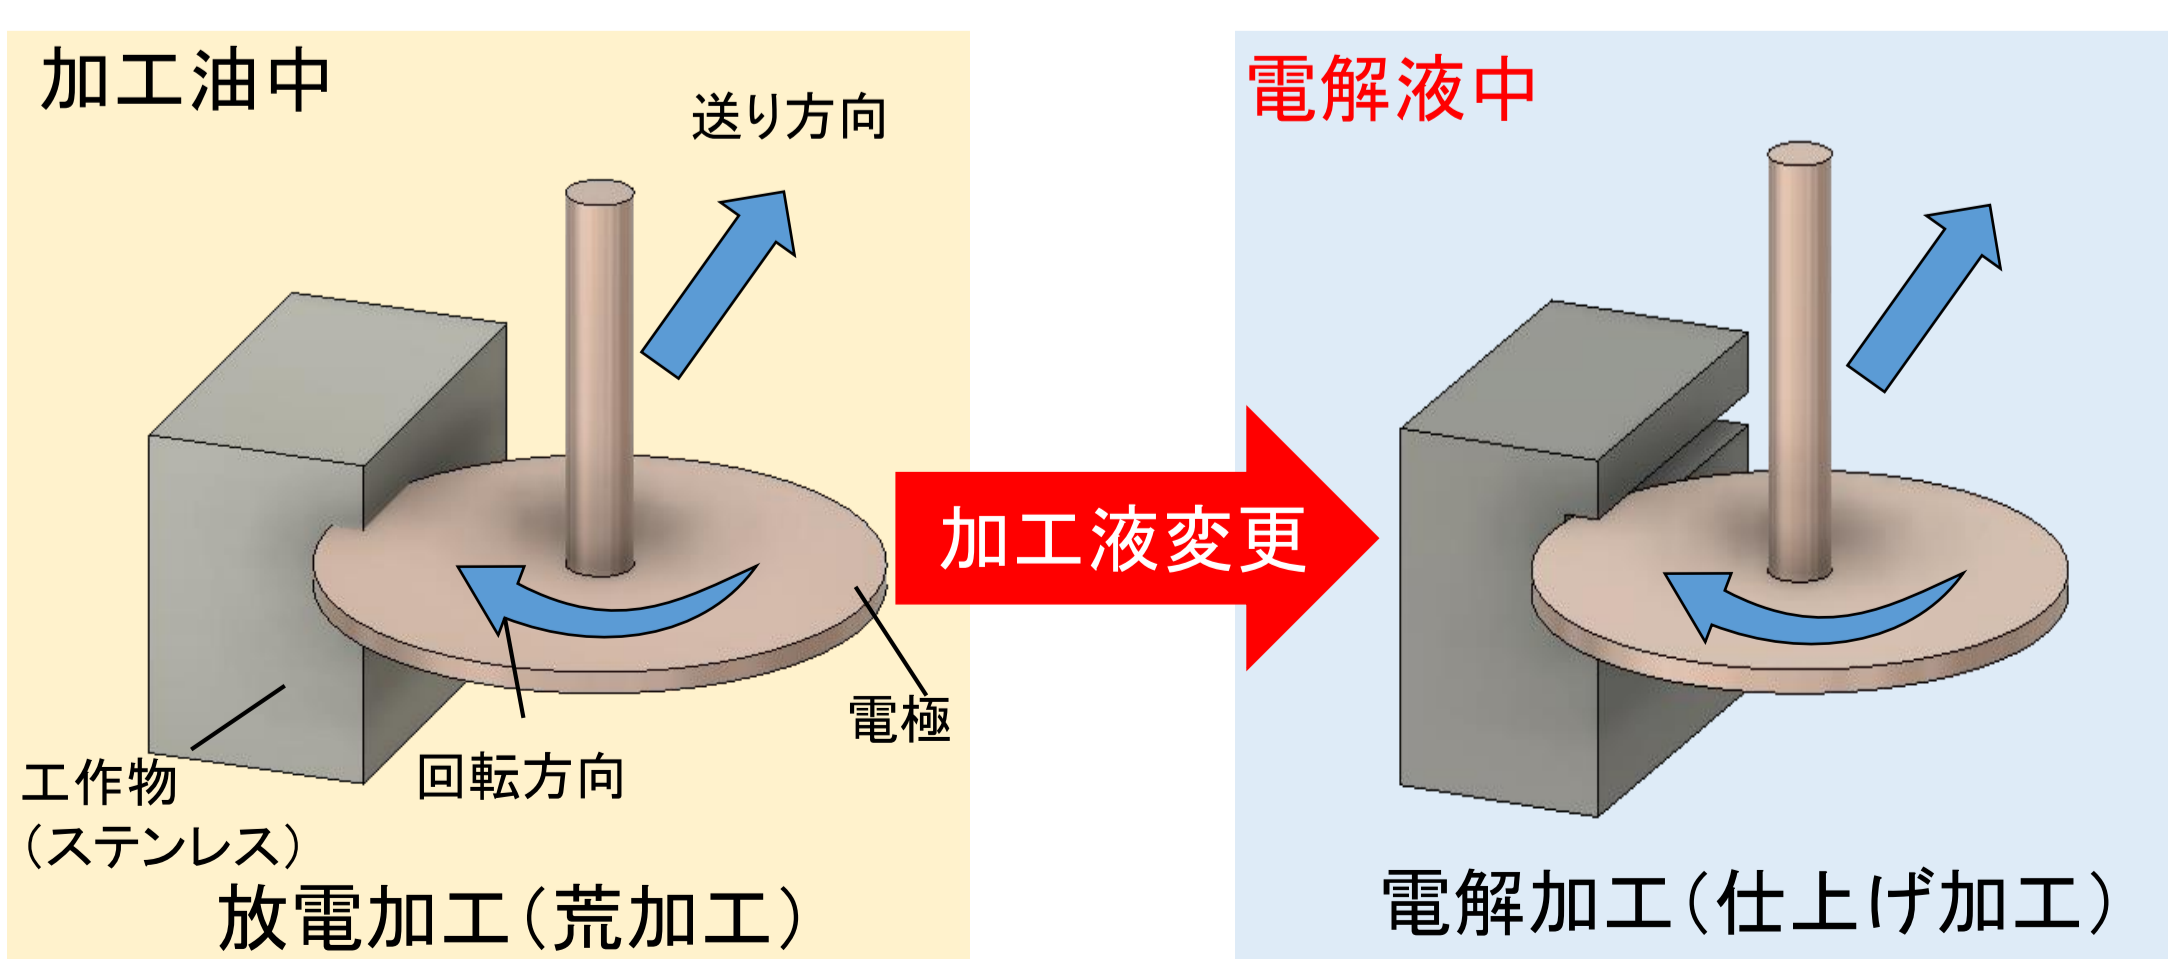 加工油中
送り方向
電極
回転方向
工作物
（ステンレス）
放電加工（荒加工）
加工液変更
電解液中
電解加工（仕上げ加工）